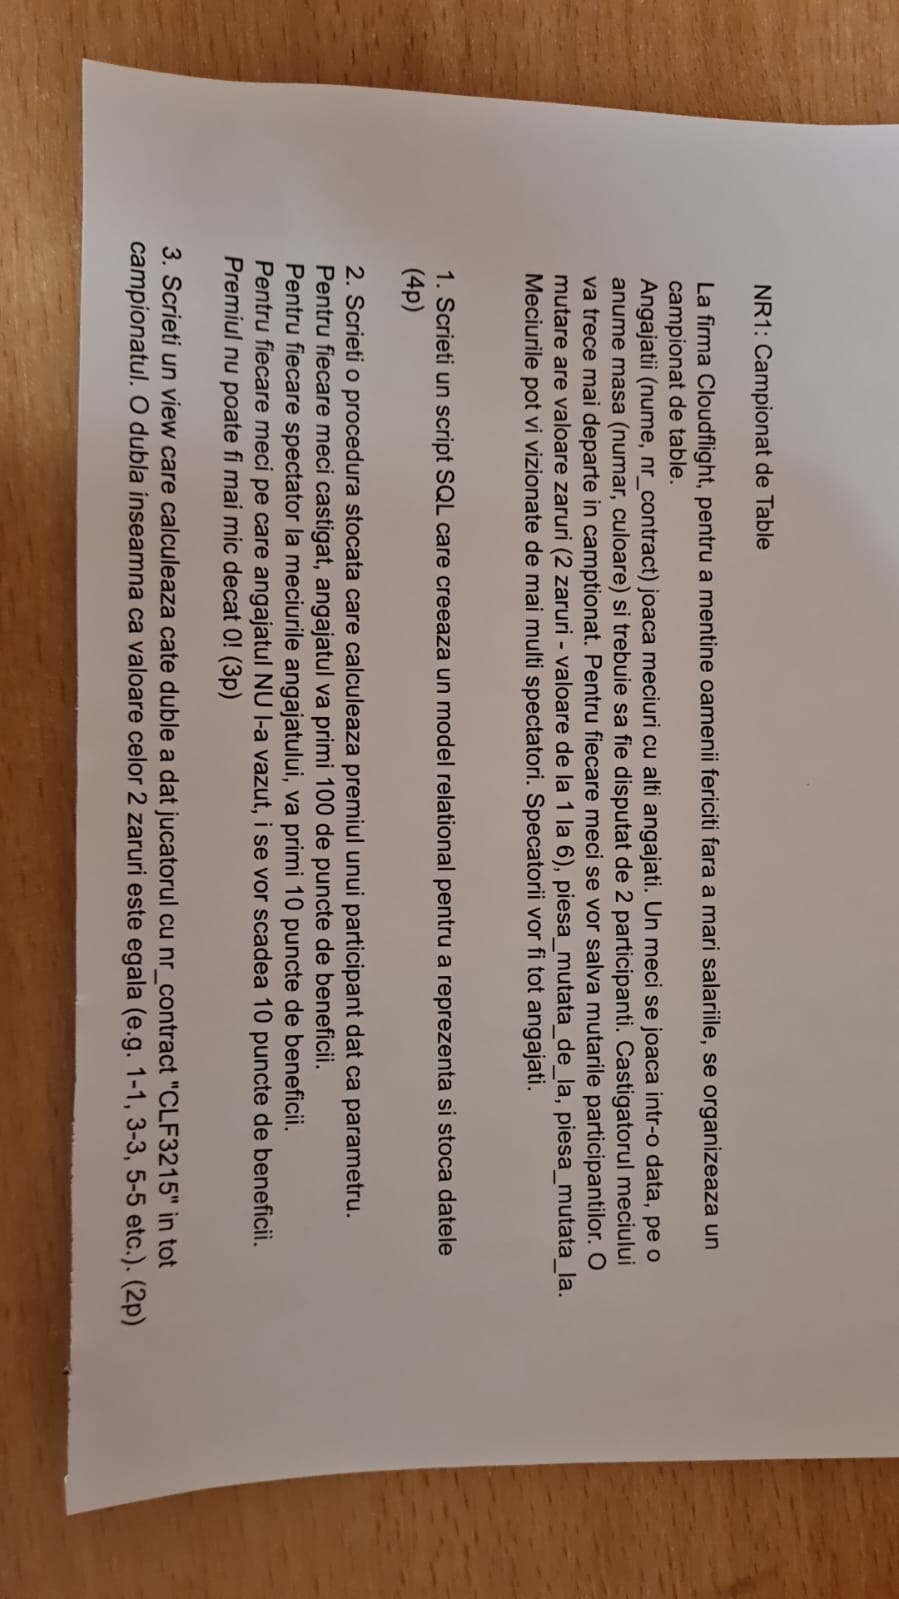 NR1: Campionat de Table
La firma Cloudflight, pentru a mentine oamenii fericiti fara a mari salariile, se organizeaza un
campionat de table.
Angajatii (nume, nr_contract) joaca meciuri cu alti angajati. Un meci se joaca intr-o data, pe o
anume masa (numar, culoare) si trebuie sa fie disputat de 2 participanti. Castigatorul meciului
va trece mai departe in camptionat. Pentru fiecare meci se vor salva mutarile participantilor. O
mutare are valoare zaruri (2 zaruri - valoare de la 1 la 6), piesa_mutata_de_la, piesa_mutata_la.
Meciurile pot vi vizionate de mai multi spectatori. Specatorii vor fi tot angajati.
1. Scrieti un script SQL care creeaza un model relational pentru a reprezenta si stoca datele
(4p)
2. Scrieti o procedura stocata care calculeaza premiul unui participant dat ca parametru.
Pentru fiecare meci castigat, angajatul va primi 100 de puncte de beneficii.
Pentru fiecare spectator la meciurile angajatului, va primi 10 puncte de beneficii.
Pentru fiecare meci pe care angajatul NU l-a vazut, i se vor scadea 10 puncte de beneficii.
Premiul nu poate fi mai mic decat 0! (3p)
3. Scrieti un view care calculeaza cate duble a dat jucatorul cu nr_contract "CLF3215" in tot
campionatul. O dubla inseamna ca valoare celor 2 zaruri este egala (e.g. 1-1, 3-3, 5-5 etc.). (2p)